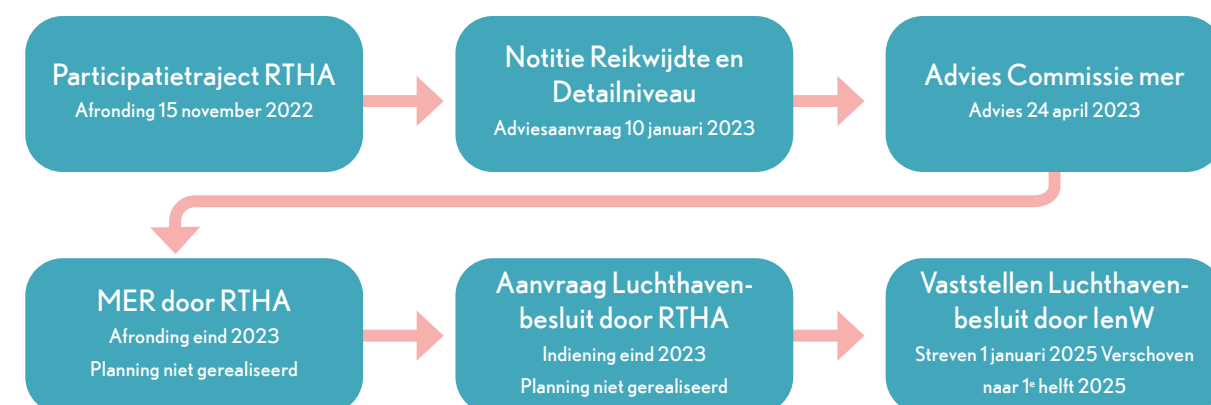 Participatietraject RTHA
Afronding 15 november 2022
Notitie Reikwijdte en
Detailniveau
Adviesaanvraag 10 januari 2023
Advies Commissie mer
Advies 24 april 2023
MER door RTHA
Afronding eind 2023
Planning niet gerealiseerd
Aanvraag Luchthaven-
besluit door RTHA
Indiening eind 2023
Planning niet gerealiseerd
Vaststellen Luchthaven-
besluit door IenW
Streven 1 januari 2025 Verschoven
naar 1e helft 2025